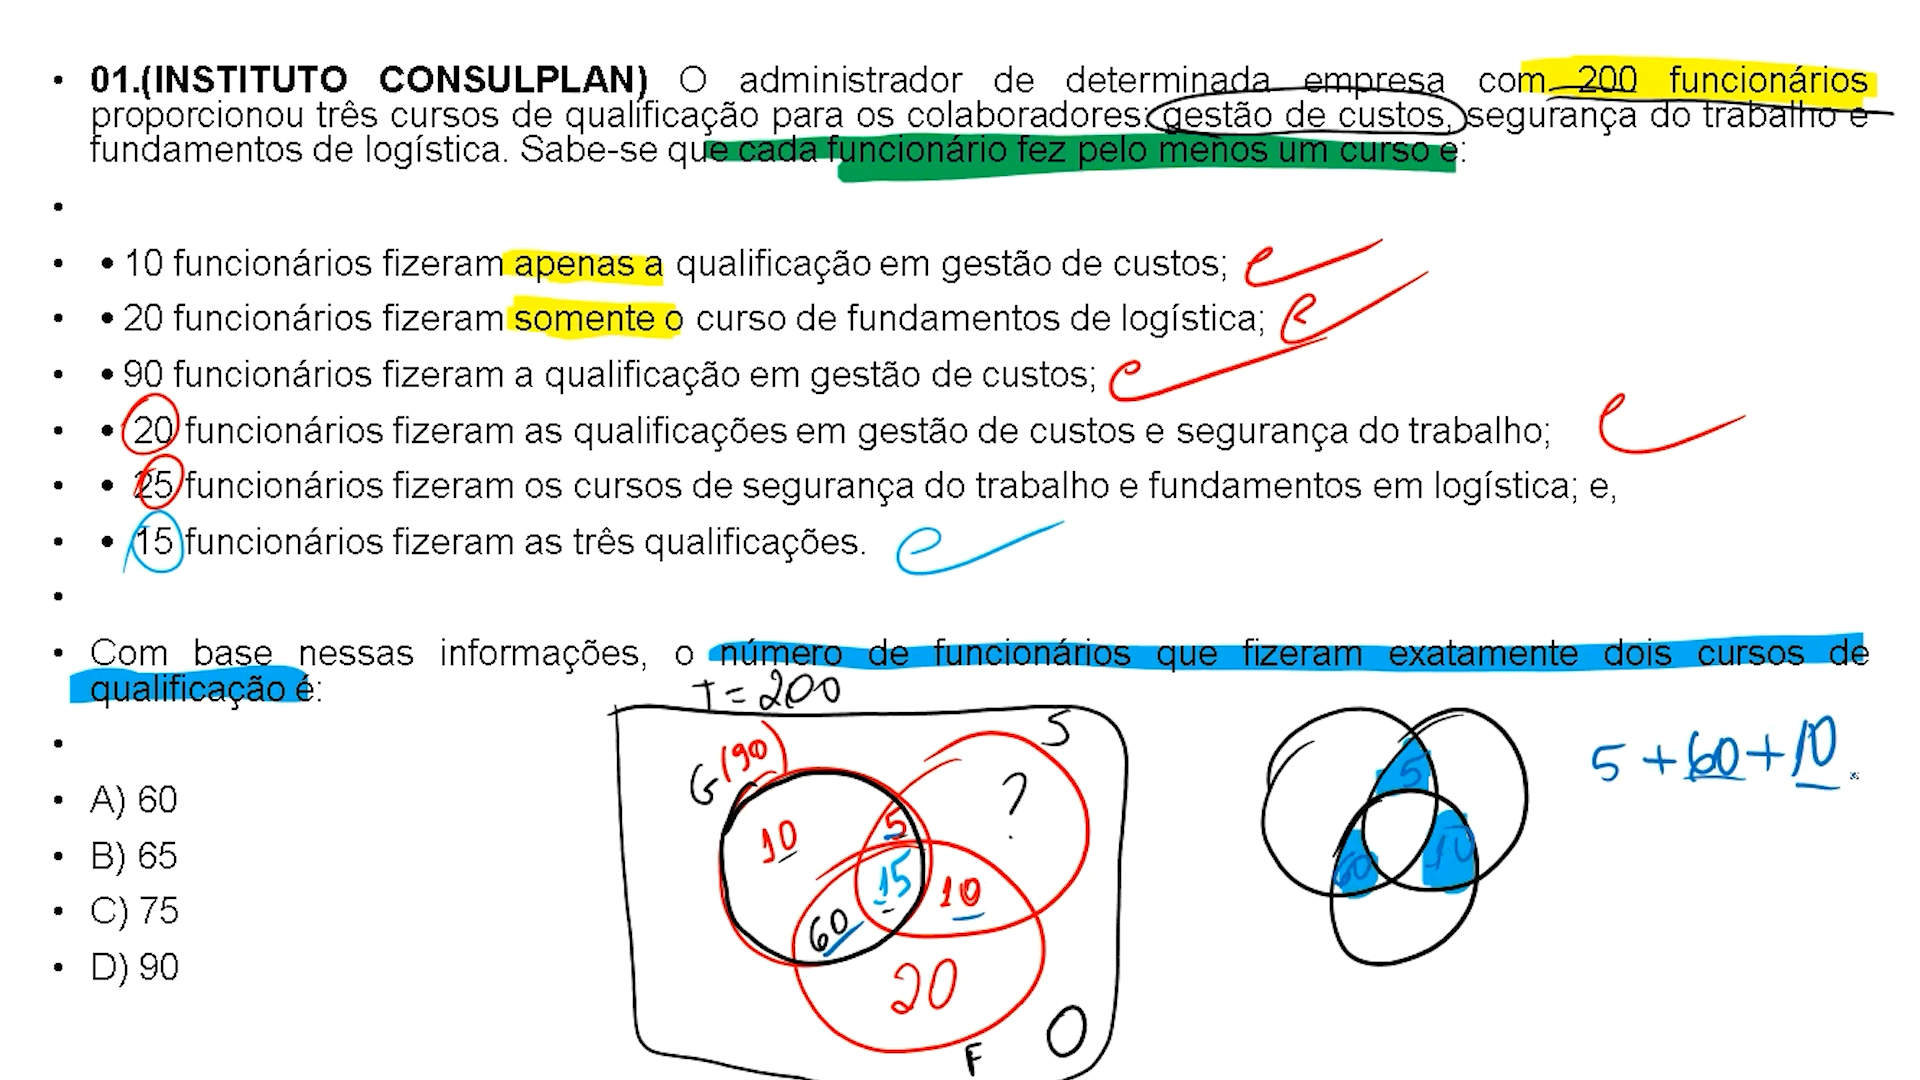 • 01.(INSTITUTO CONSULPLAN) O administrador de determinada empresa com 200 funcionários
proporcionou três cursos de qualificação para os colaboradores: gestão de custos, segurança do trabalho e
fundamentos de logística. Sabe-se que cada funcionário fez pelo menos um curso e:
•
• • 10 funcionários fizeram apenas a qualificação em gestão de custos;
• • 20 funcionários fizeram somente o curso de fundamentos de logística;
• • 90 funcionários fizeram a qualificação em gestão de custos;
• • 20 funcionários fizeram as qualificações em gestão de custos e segurança do trabalho;
• • 25 funcionários fizeram os cursos de segurança do trabalho e fundamentos em logística; e,
• • 15 funcionários fizeram as três qualificações.
•
• Com base nessas informações, o número de funcionários que fizeram exatamente dois cursos de
qualificação é:
T = 200
•
• A) 60
• B) 65
• C) 75
• D) 90
G (90)
S
10
5
?
15
10
60
20
F
0
5
60
10
5 + 60 + 10